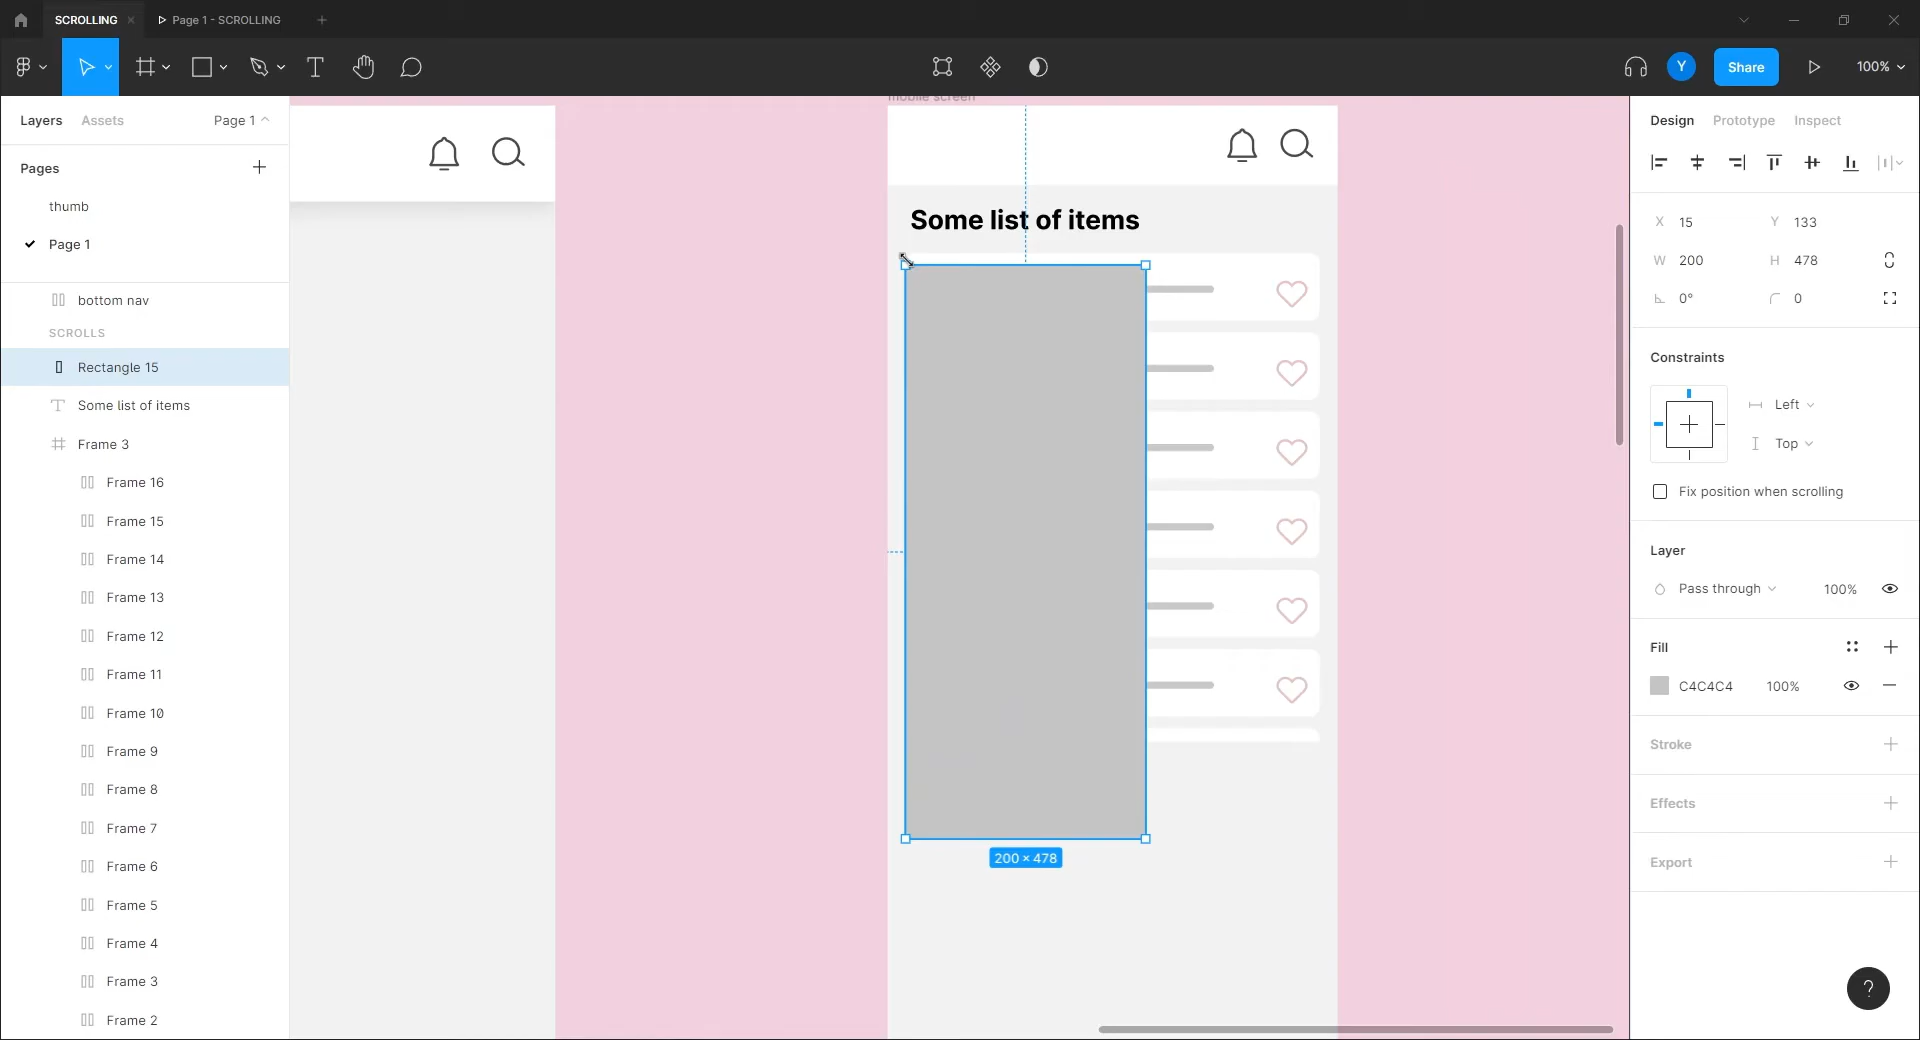 SCROLLING
Page 1 - SCROLLING
Share
Y
100%
Layers
Assets
Page 1
Pages
thumb
Page 1
bottom nav
SCROLLS
Rectangle 15
Some list of items
Frame 3
Frame 16
Frame 15
Frame 14
Frame 13
Frame 12
Frame 11
Frame 10
Frame 9
Frame 8
Frame 7
Frame 6
Frame 5
Frame 4
Frame 3
Frame 2
mobile screen
Some list of items
200 × 478
Design
Prototype
Inspect
X 15
Y 133
W 200
H 478
0°
0
Constraints
Left
Top
Fix position when scrolling
Layer
Pass through
100%
Fill
C4C4C4
100%
Stroke
Effects
Export
?